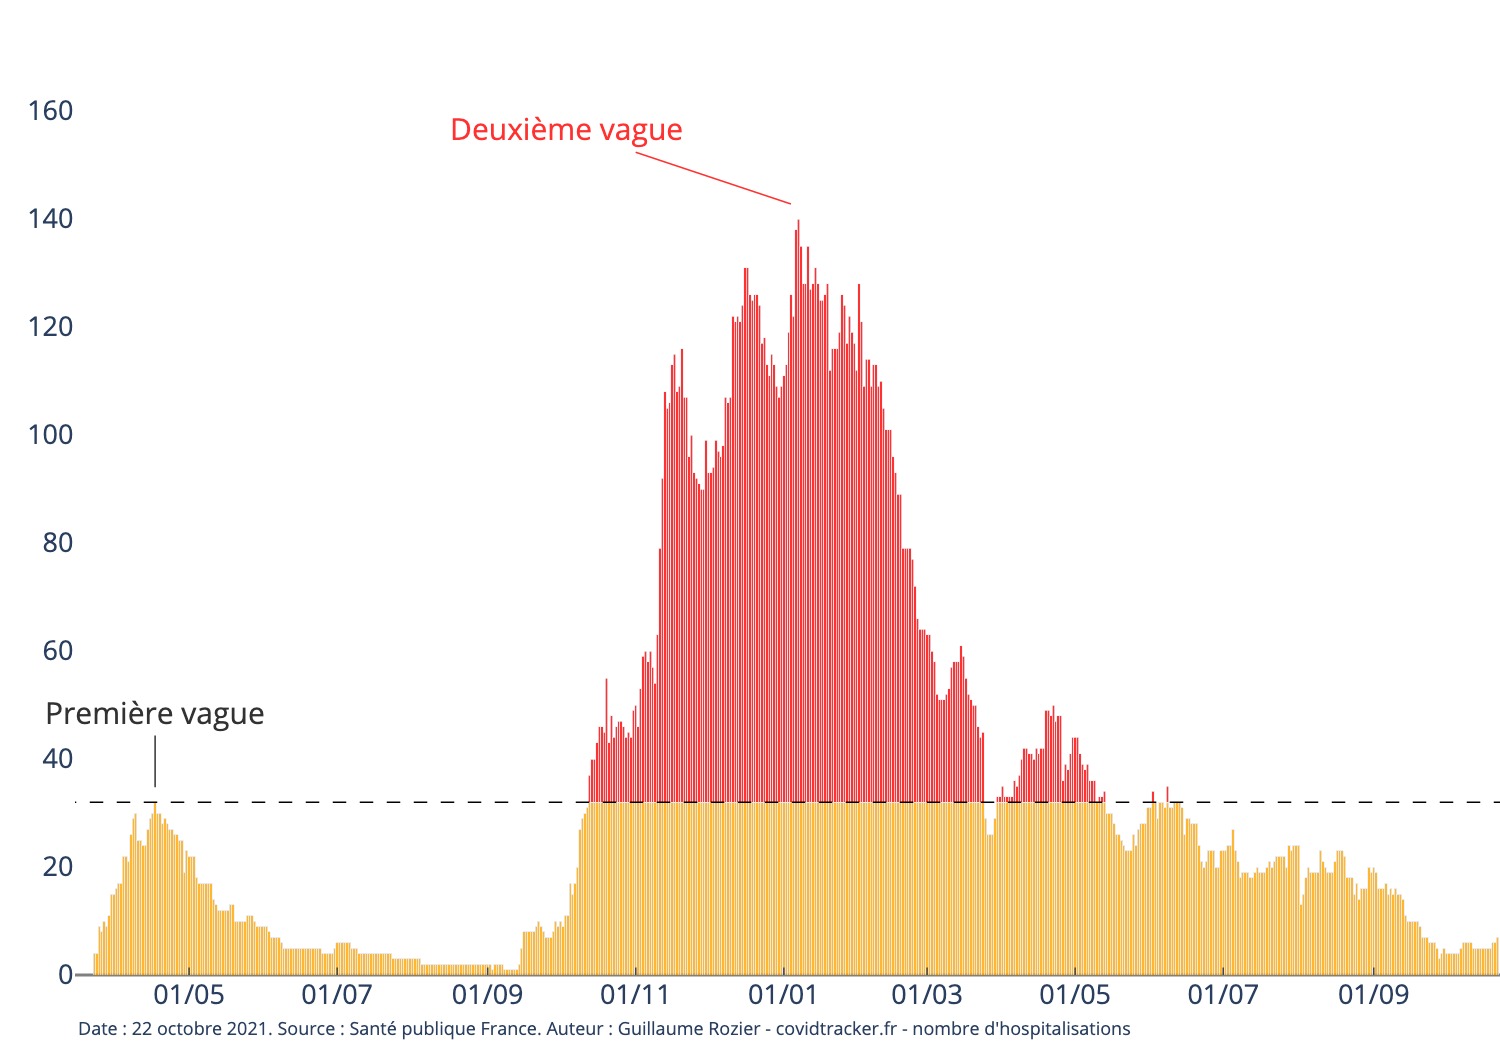 160
Deuxième vague
140
120
100
80
60
Première vague
40
20
0
01/05 01/07 01/09 01/11 01/01 01/03 01/05 01/07 01/09
Date : 22 octobre 2021. Source : Santé publique France. Auteur : Guillaume Rozier - covidtracker.fr - nombre d'hospitalisations